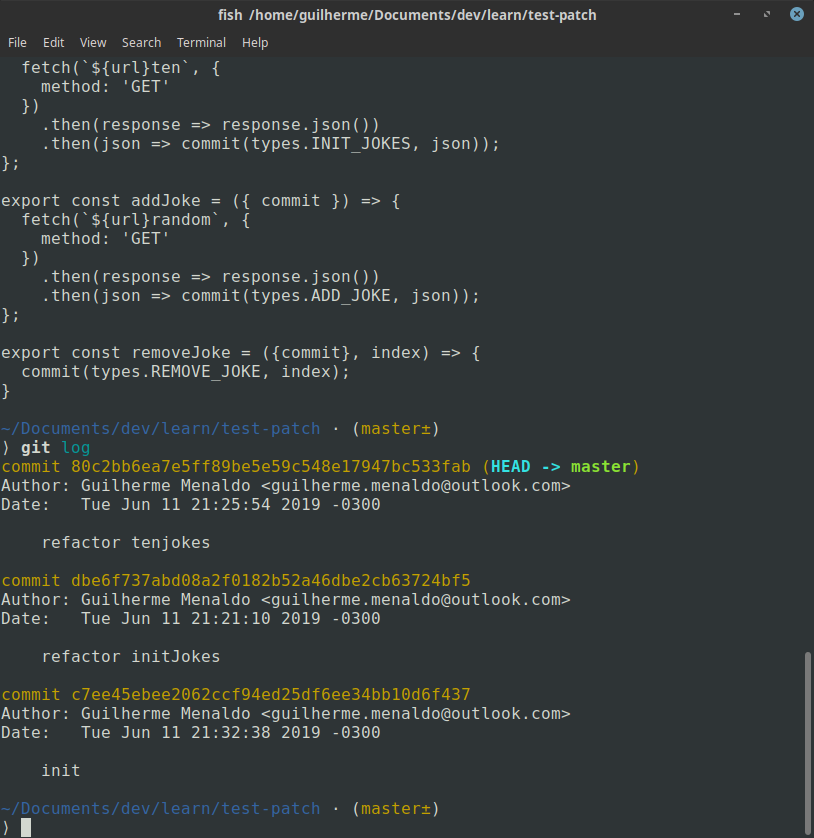 fish /home/guilherme/Documents/dev/learn/test-patch
File Edit View Search Terminal Help
  fetch(`${url}ten`, {
    method: 'GET'
  })
    .then(response => response.json())
    .then(json => commit(types.INIT_JOKES, json));
};

export const addJoke = ({ commit }) => {
  fetch(`${url}random`, {
    method: 'GET'
  })
    .then(response => response.json())
    .then(json => commit(types.ADD_JOKE, json));
};

export const removeJoke = ({commit}, index) => {
  commit(types.REMOVE_JOKE, index);
}

~/Documents/dev/learn/test-patch · (master±)
⟩ git log
commit 80c2bb6ea7e5ff89be5e59c548e17947bc533fab (HEAD -> master)
Author: Guilherme Menaldo <guilherme.menaldo@outlook.com>
Date:   Tue Jun 11 21:25:54 2019 -0300

    refactor tenjokes

commit dbe6f737abd08a2f0182b52a46dbe2cb63724bf5
Author: Guilherme Menaldo <guilherme.menaldo@outlook.com>
Date:   Tue Jun 11 21:21:10 2019 -0300

    refactor initJokes

commit c7ee45ebee2062ccf94ed25df6ee34bb10d6f437
Author: Guilherme Menaldo <guilherme.menaldo@outlook.com>
Date:   Tue Jun 11 21:32:38 2019 -0300

    init

~/Documents/dev/learn/test-patch · (master±)
⟩